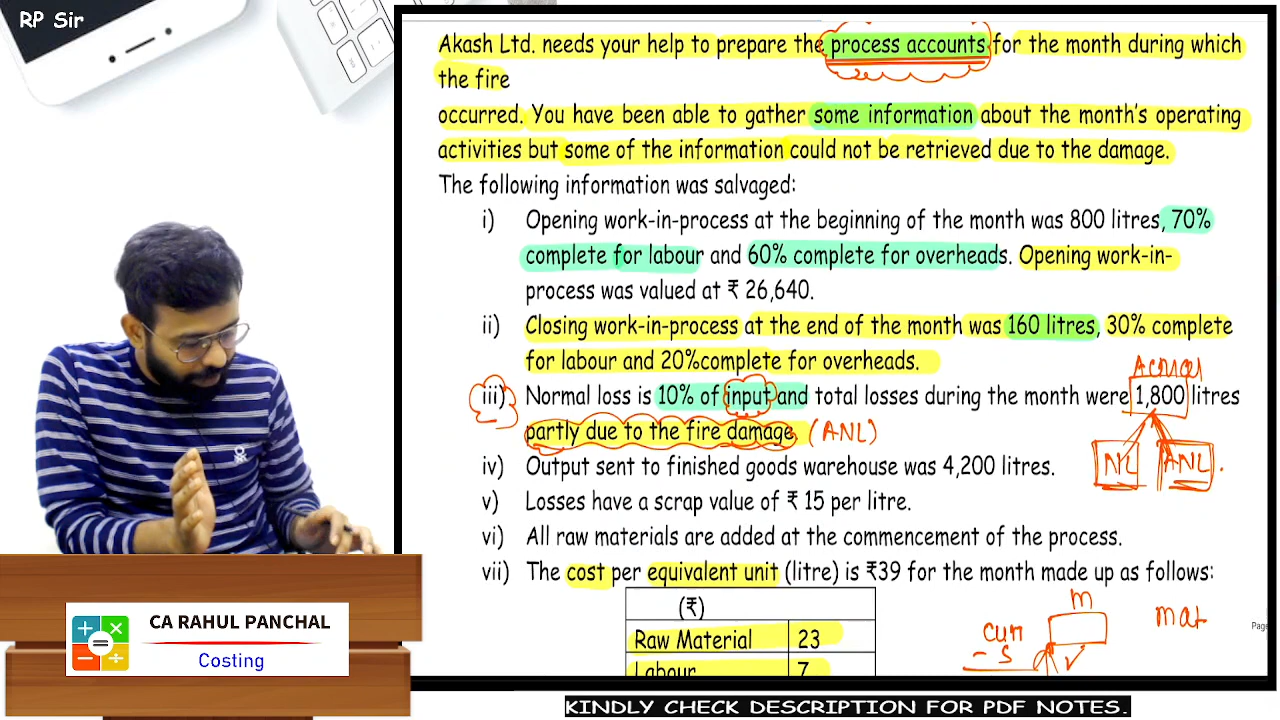 RP Sir
Akash Ltd. needs your help to prepare the process accounts for the month during which
the fire
occurred. You have been able to gather some information about the month's operating
activities but some of the information could not be retrieved due to the damage.
The following information was salvaged:
i) Opening work-in-process at the beginning of the month was 800 litres, 70%
complete for labour and 60% complete for overheads. Opening work-in-
process was valued at ₹ 26,640.
ii) Closing work-in-process at the end of the month was 160 litres, 30% complete
for labour and 20%complete for overheads.
Actual
iii) Normal loss is 10% of input and total losses during the month were 1,800 litres
partly due to the fire damage. (ANL)
NL ANL
iv) Output sent to finished goods warehouse was 4,200 litres.
v) Losses have a scrap value of ₹ 15 per litre.
vi) All raw materials are added at the commencement of the process.
vii) The cost per equivalent unit (litre) is ₹39 for the month made up as follows:
(₹)
Raw Material 23
Labour 7
m
mat
Curr
- S
Page
CA RAHUL PANCHAL
Costing
KINDLY CHECK DESCRIPTION FOR PDF NOTES.